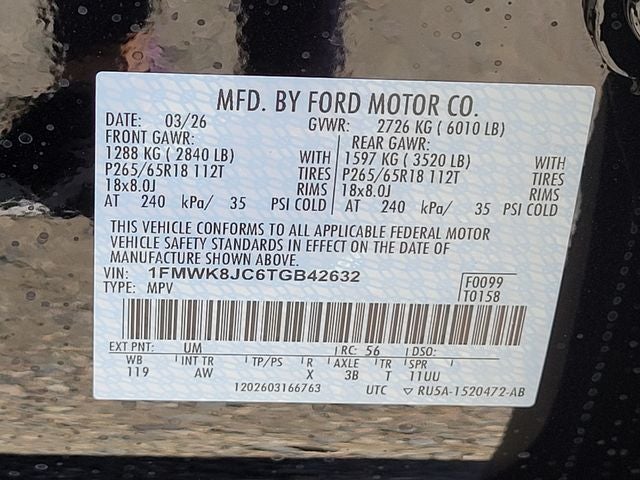 MFD. BY FORD MOTOR CO.
DATE: 03/26 GVWR: 2726 KG ( 6010 LB)
FRONT GAWR: REAR GAWR:
1288 KG ( 2840 LB) WITH 1597 KG ( 3520 LB) WITH
P265/65R18 112T TIRES P265/65R18 112T TIRES
18x8.0J RIMS 18x8.0J RIMS
AT 240 kPa/ 35 PSI COLD AT 240 kPa/ 35 PSI COLD
THIS VEHICLE CONFORMS TO ALL APPLICABLE FEDERAL MOTOR
VEHICLE SAFETY STANDARDS IN EFFECT ON THE DATE OF
MANUFACTURE SHOWN ABOVE.
VIN: 1FMWK8JC6TGB42632 F0099
TYPE: MPV T0158
EXT PNT: UM RC: 56 DSO:
WB INT TR TP/PS R AXLE TR SPR
119 AW X 3B T 11UU
1202603166763 UTC ▽ RU5A-1520472-AB